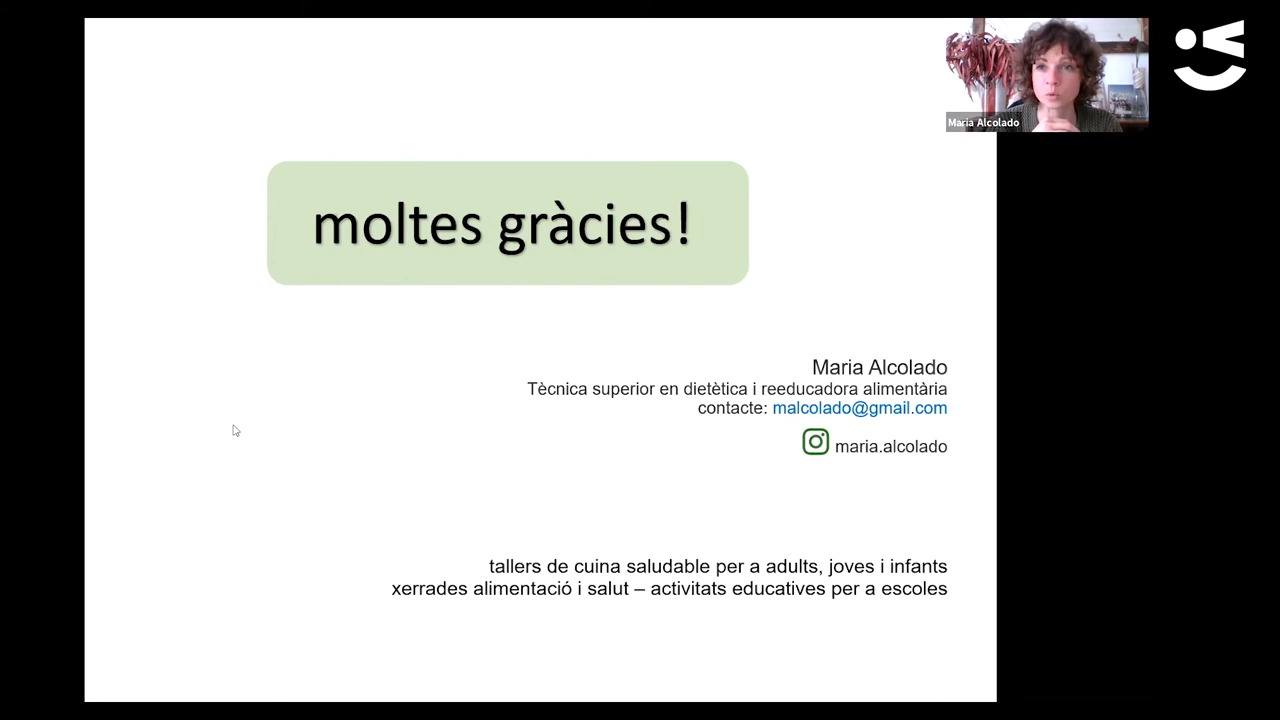 Maria Alcolado
moltes gràcies!
Maria Alcolado
Tècnica superior en dietètica i reeducadora alimentària
contacte: malcolado@gmail.com
maria.alcolado
tallers de cuina saludable per a adults, joves i infants
xerrades alimentació i salut – activitats educatives per a escoles